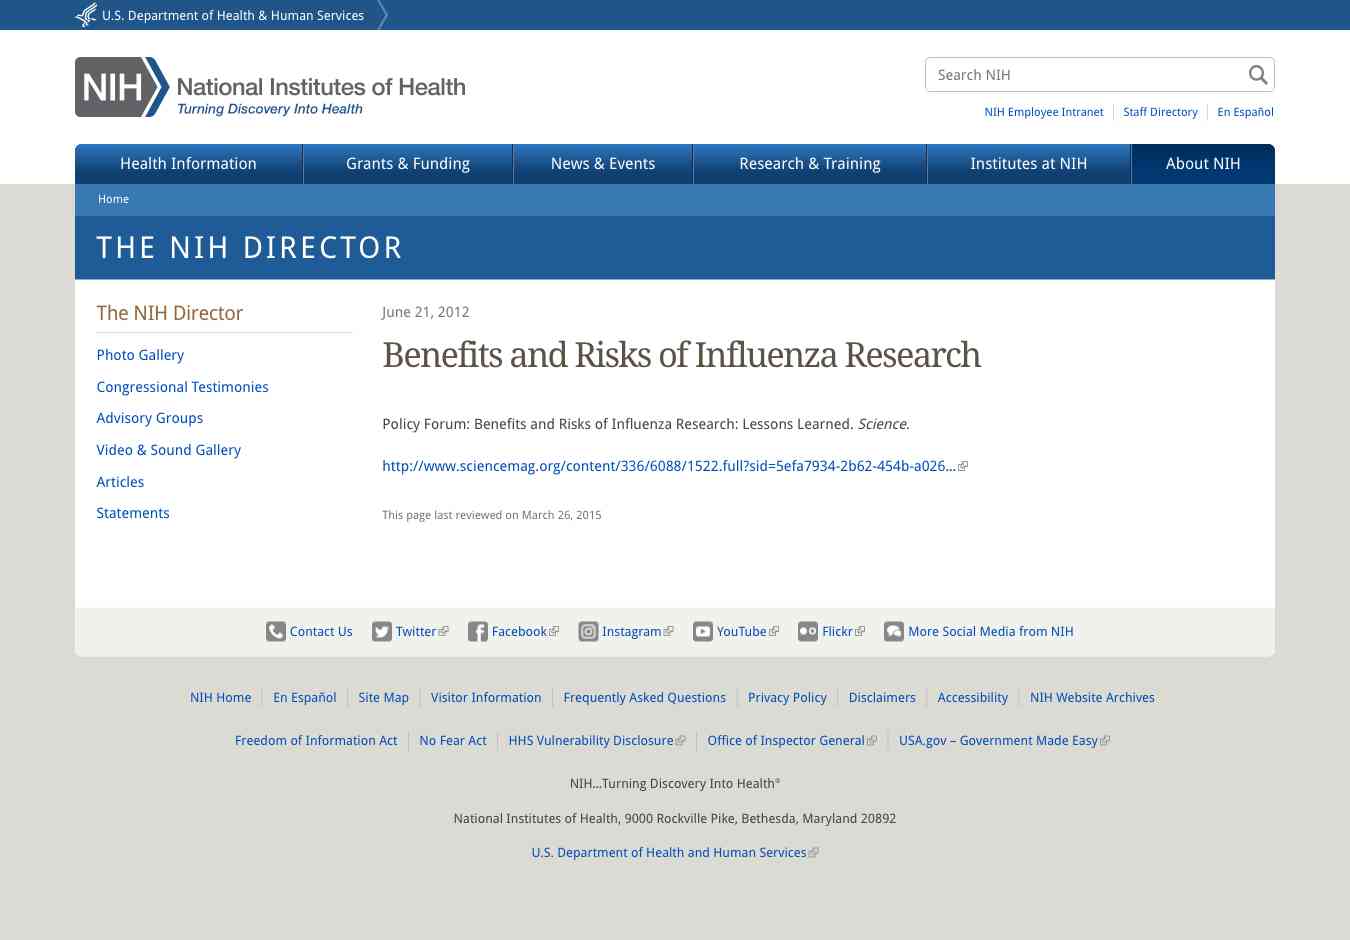 U.S. Department of Health & Human Services
NIH National Institutes of Health
Turning Discovery Into Health
Search NIH
NIH Employee Intranet Staff Directory En Español
Health Information Grants & Funding News & Events Research & Training Institutes at NIH About NIH
Home
THE NIH DIRECTOR
The NIH Director
Photo Gallery
Congressional Testimonies
Advisory Groups
Video & Sound Gallery
Articles
Statements
June 21, 2012
Benefits and Risks of Influenza Research
Policy Forum: Benefits and Risks of Influenza Research: Lessons Learned. Science.
http://www.sciencemag.org/content/336/6088/1522.full?sid=5efa7934-2b62-454b-a026...
This page last reviewed on March 26, 2015
Contact Us Twitter Facebook Instagram YouTube Flickr More Social Media from NIH
NIH Home En Español Site Map Visitor Information Frequently Asked Questions Privacy Policy Disclaimers Accessibility NIH Website Archives
Freedom of Information Act No Fear Act HHS Vulnerability Disclosure Office of Inspector General USA.gov – Government Made Easy
NIH...Turning Discovery Into Health®
National Institutes of Health, 9000 Rockville Pike, Bethesda, Maryland 20892
U.S. Department of Health and Human Services